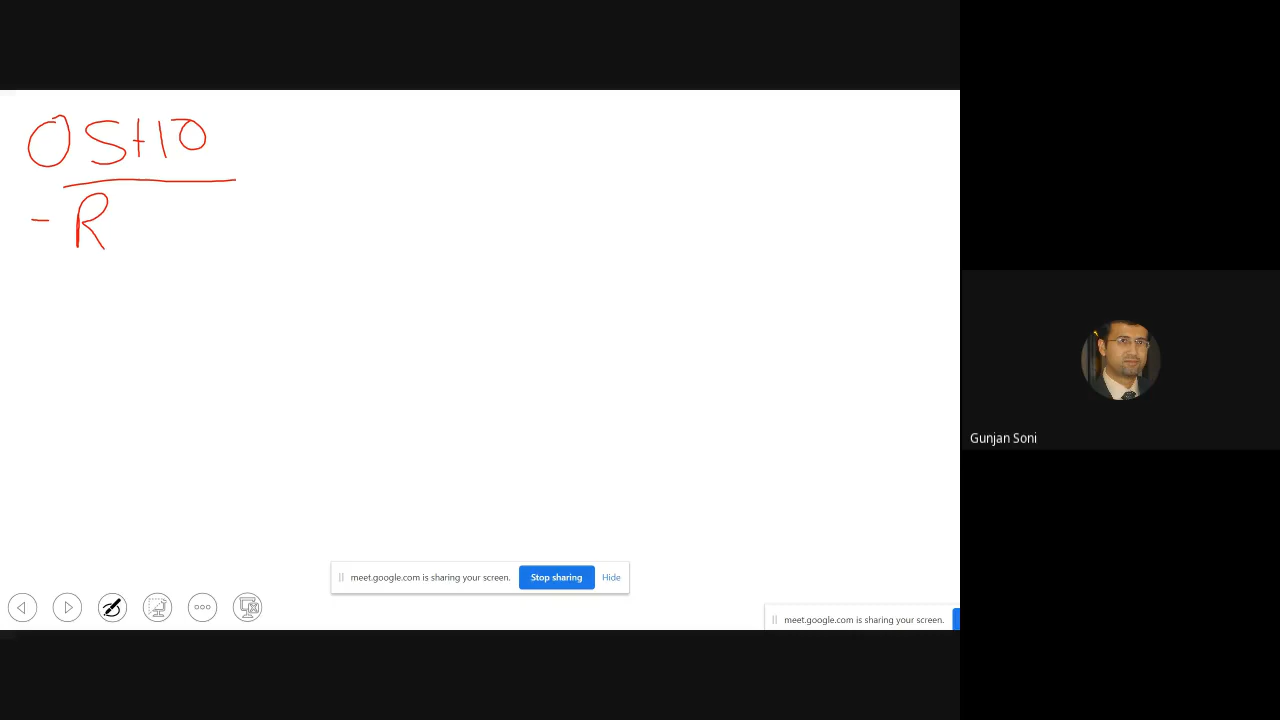 OSHO
- R
meet.google.com is sharing your screen. Stop sharing Hide
meet.google.com is sharing your screen.
Gunjan Soni